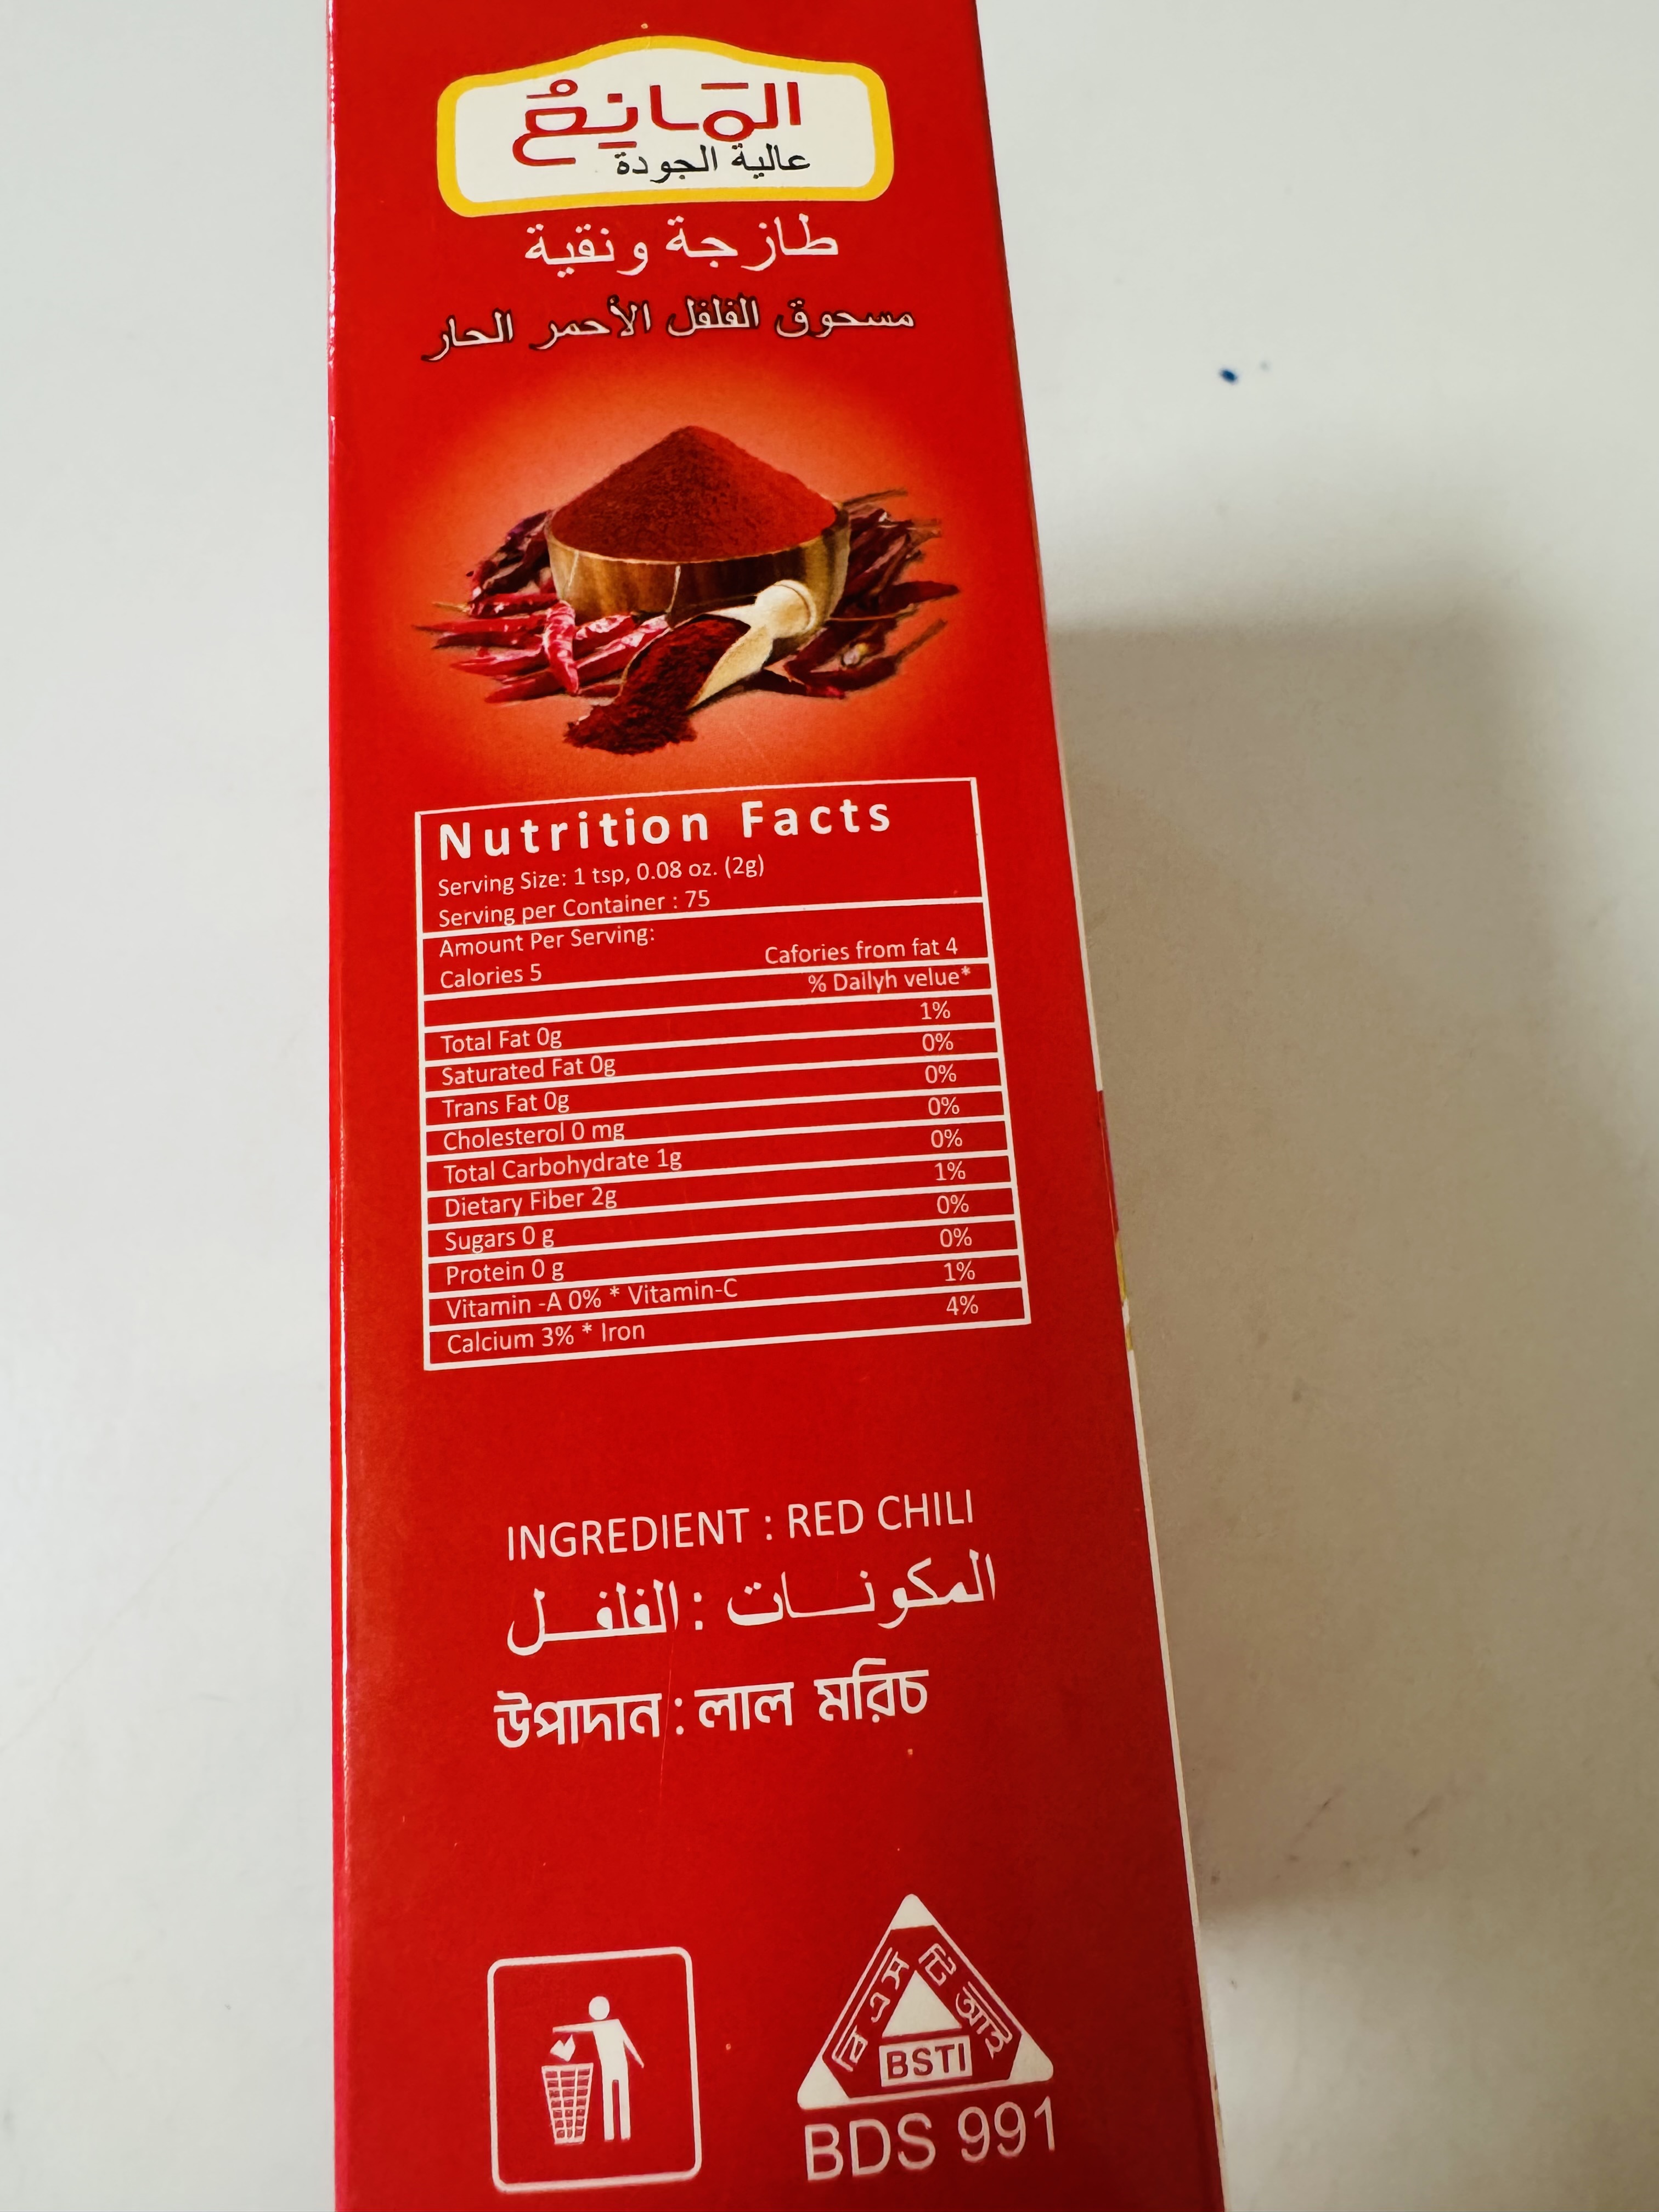 المانع
عالية الجودة
طازجة ونقية
مسحوق الفلفل الأحمر الحار
Nutrition Facts
Serving Size: 1 tsp, 0.08 oz. (2g)
Serving per Container : 75
Amount Per Serving:
Calories 5 Cafories from fat 4
% Dailyh velue*
Total Fat 0g 1%
Saturated Fat 0g 0%
Trans Fat 0g 0%
Cholesterol 0 mg 0%
Total Carbohydrate 1g 0%
Dietary Fiber 2g 1%
Sugars 0 g 0%
Protein 0 g 0%
Vitamin -A 0% * Vitamin-C 1%
Calcium 3% * Iron 4%
INGREDIENT : RED CHILI
المكونـــات : الفلفــل
উপাদান : লাল মরিচ
বি এস টি আই
BSTI
BDS 991